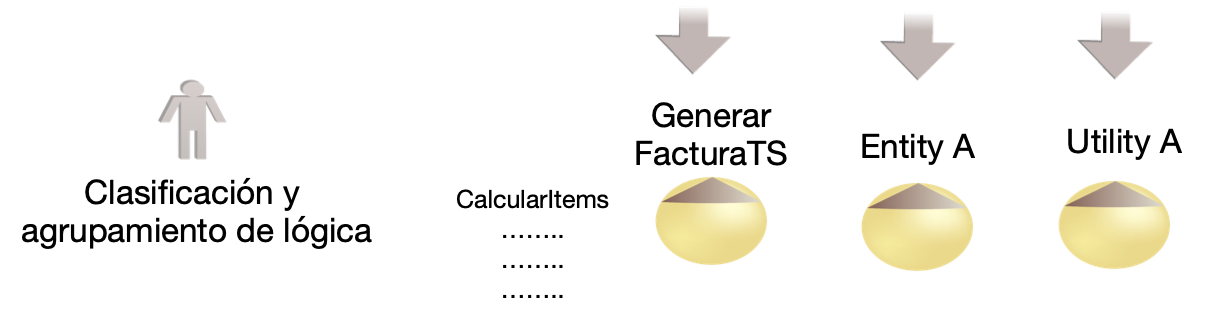 Clasificación y
agrupamiento de lógica
CalcularItems
........
........
........
Generar
FacturaTS
Entity A
Utility A